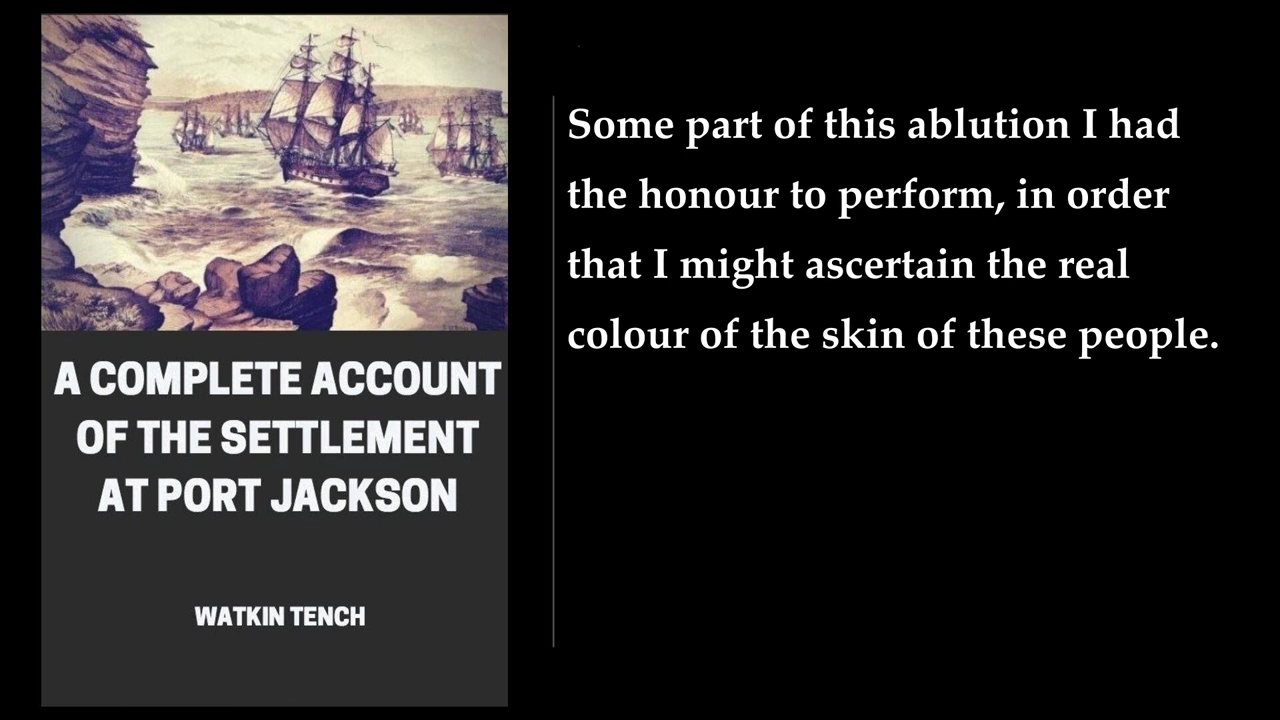 A COMPLETE ACCOUNT
OF THE SETTLEMENT
AT PORT JACKSON
WATKIN TENCH
Some part of this ablution I had
the honour to perform, in order
that I might ascertain the real
colour of the skin of these people.